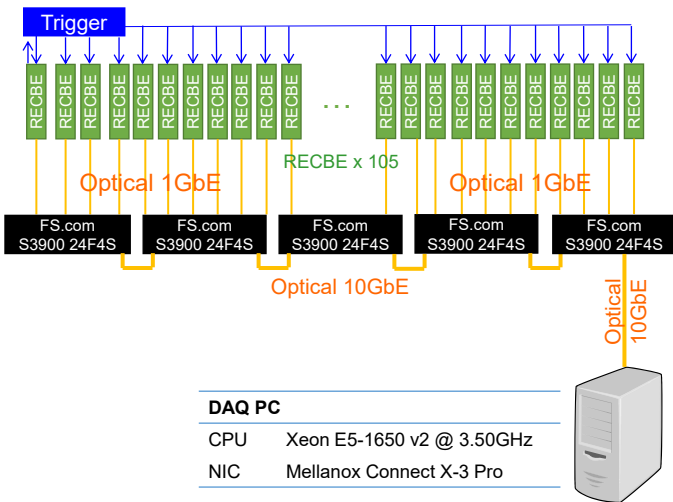 Trigger
RECBE
RECBE
RECBE
RECBE
RECBE
RECBE
RECBE
RECBE
RECBE
RECBE
RECBE
...
RECBE
RECBE
RECBE
RECBE
RECBE
RECBE
RECBE
RECBE
RECBE
RECBE
RECBE
RECBE x 105
Optical 1GbE
Optical 1GbE
FS.com
S3900 24F4S
FS.com
S3900 24F4S
FS.com
S3900 24F4S
FS.com
S3900 24F4S
FS.com
S3900 24F4S
Optical 10GbE
Optical
10GbE
DAQ PC
CPU Xeon E5-1650 v2 @ 3.50GHz
NIC Mellanox Connect X-3 Pro